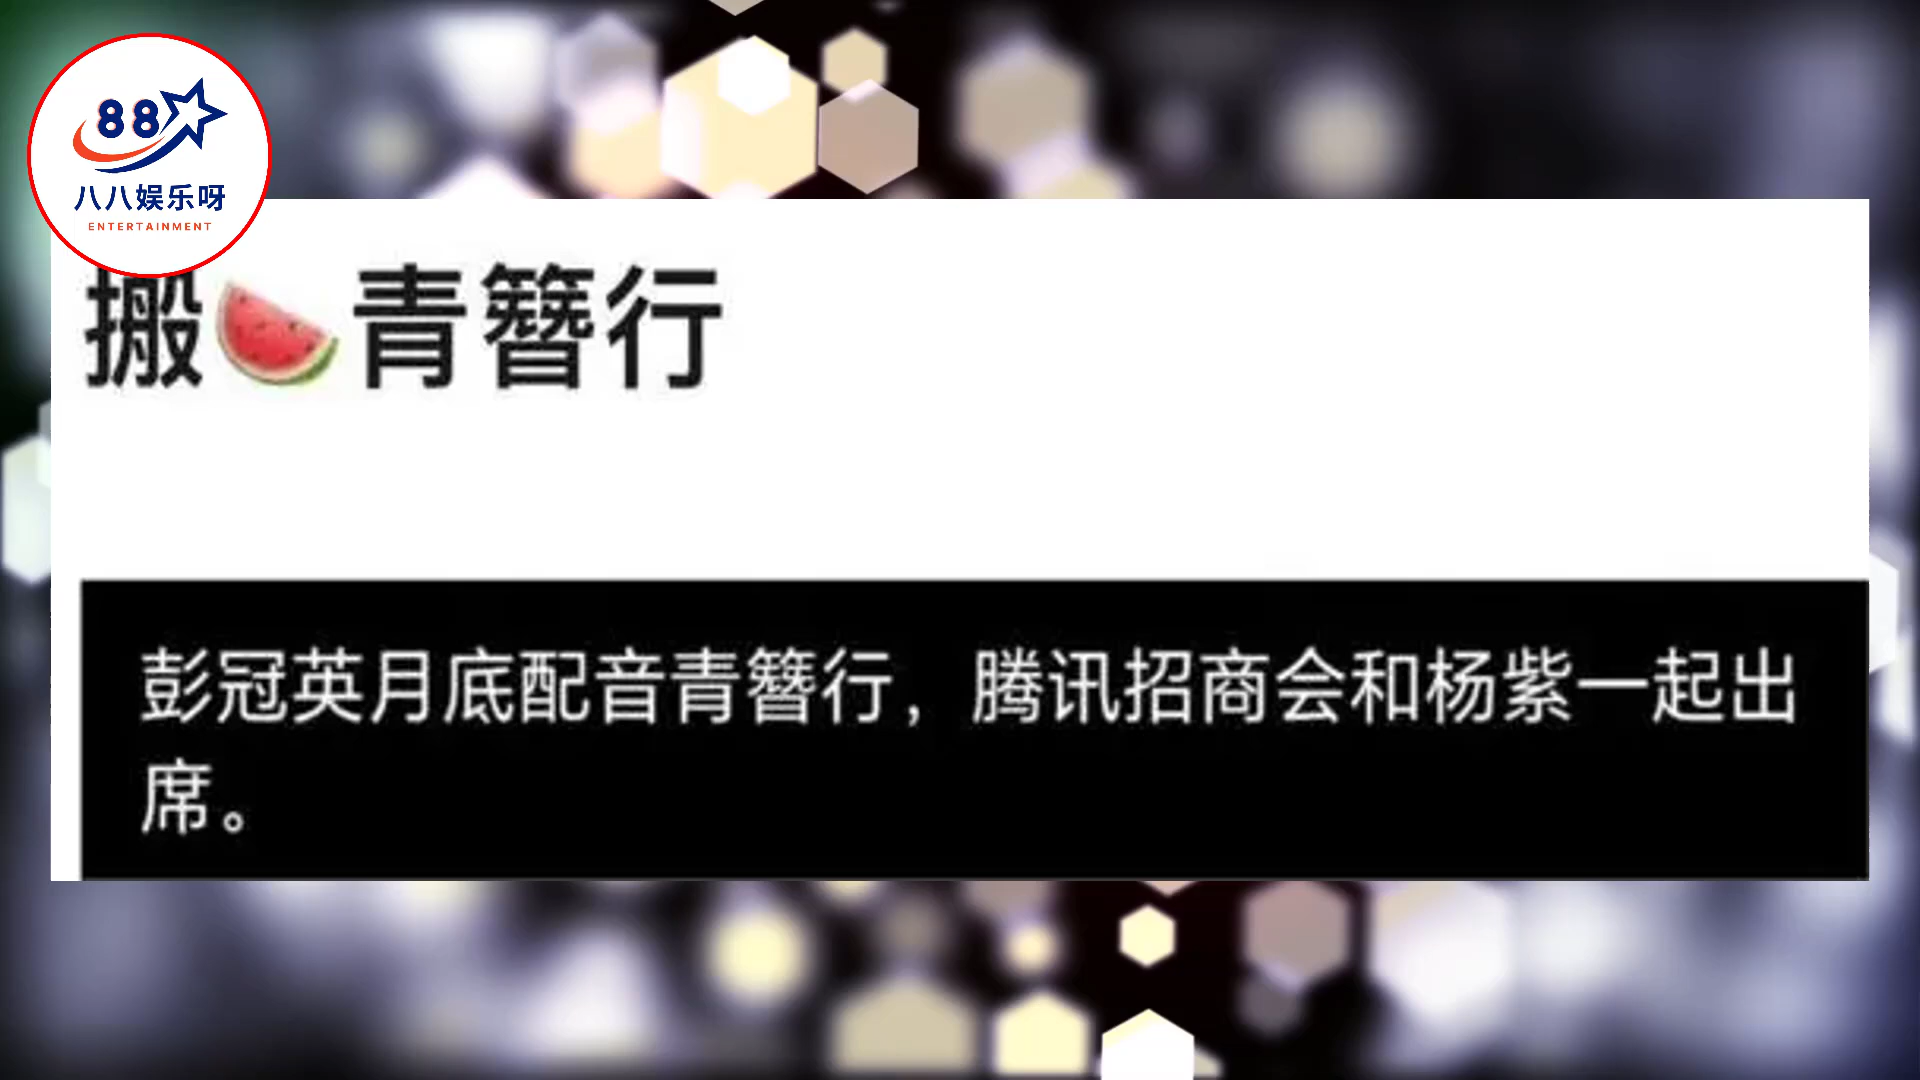 88
八八娱乐呀
ENTERTAINMENT
搬🍉青簪行
彭冠英月底配音青簪行，腾讯招商会和杨紫一起出
席。